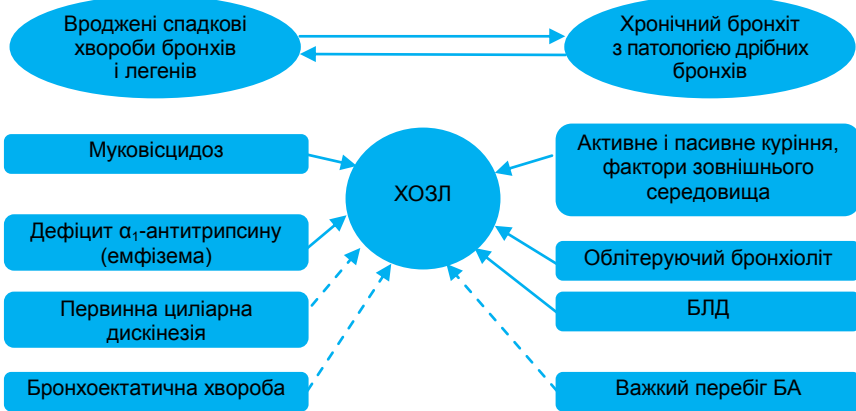 Вроджені спадкові
хвороби бронхів
і легенів
Хронічний бронхіт
з патологією дрібних
бронхів
Муковісцидоз
Дефіцит α₁-антитрипсину
(емфізема)
Первинна циліарна
дискінезія
Бронхоектатична хвороба
ХОЗЛ
Активне і пасивне куріння,
фактори зовнішнього
середовища
Облітеруючий бронхіоліт
БЛД
Важкий перебіг БА